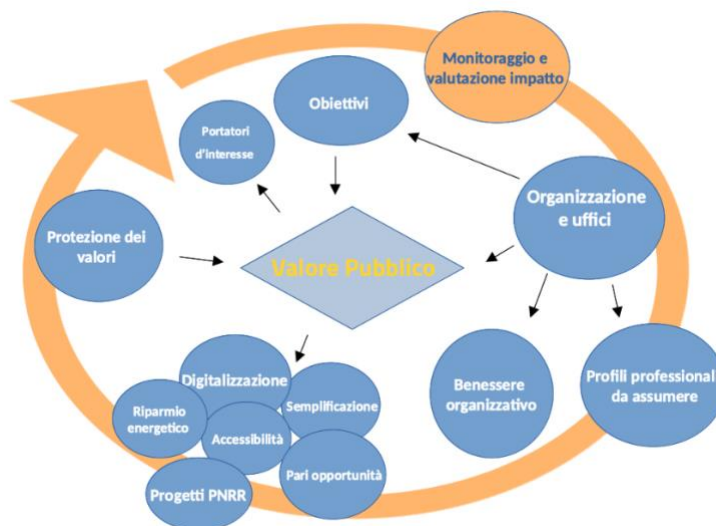 Monitoraggio e
valutazione impatto
Obiettivi
Portatori
d'interesse
Organizzazione
e uffici
Protezione dei
valori
Valore Pubblico
Digitalizzazione
Semplificazione
Riparmio
energetico
Accessibilità
Pari opportunità
Progetti PNRR
Benessere
organizzativo
Profili professional
da assumere